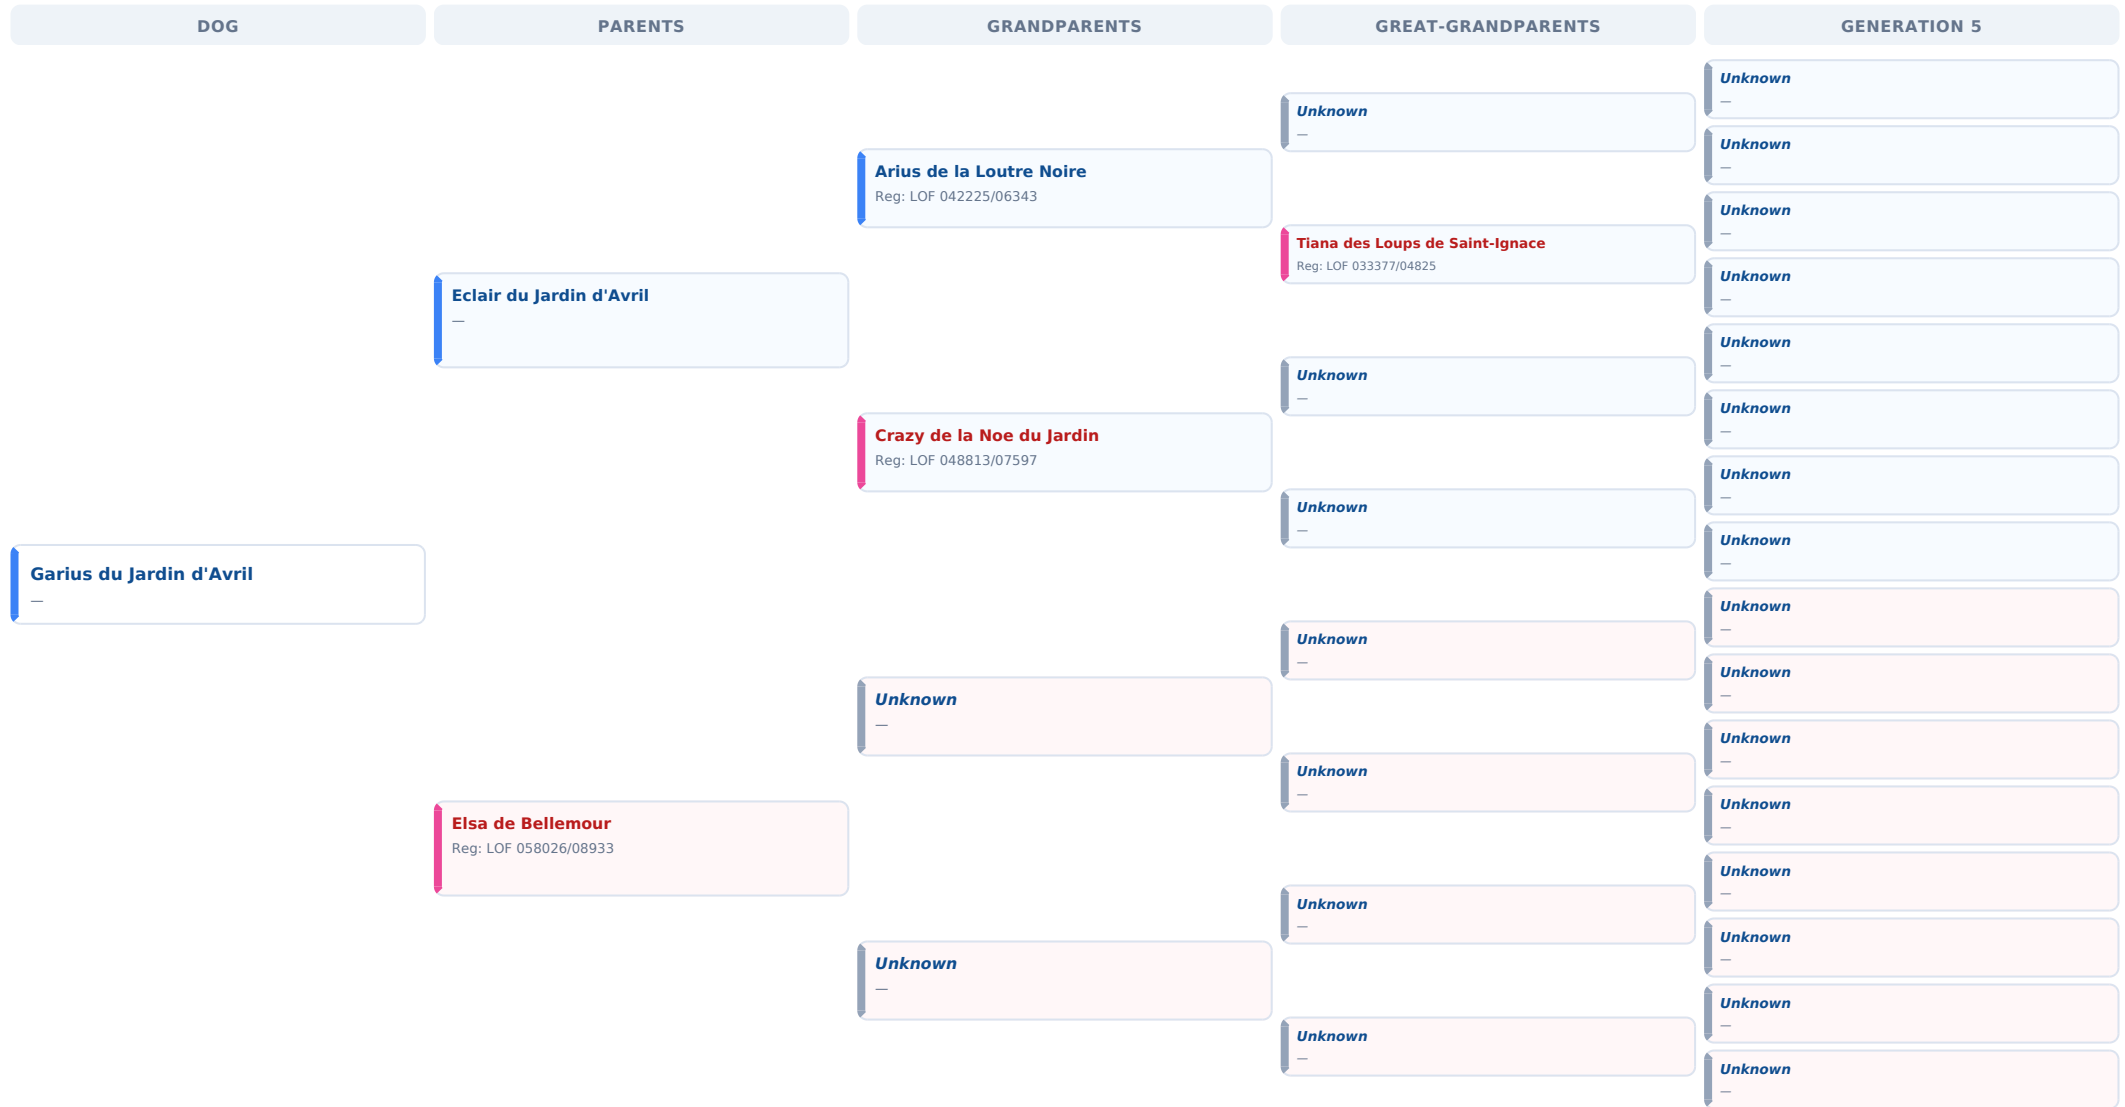 DOG
PARENTS
GRANDPARENTS
GREAT-GRANDPARENTS
GENERATION 5
Garius du Jardin d'Avril
—
Eclair du Jardin d'Avril
—
Elsa de Bellemour
Reg: LOF 058026/08933
Arius de la Loutre Noire
Reg: LOF 042225/06343
Crazy de la Noe du Jardin
Reg: LOF 048813/07597
Unknown
—
Unknown
—
Unknown
—
Tiana des Loups de Saint-Ignace
Reg: LOF 033377/04825
Unknown
—
Unknown
—
Unknown
—
Unknown
—
Unknown
—
Unknown
—
Unknown
—
Unknown
—
Unknown
—
Unknown
—
Unknown
—
Unknown
—
Unknown
—
Unknown
—
Unknown
—
Unknown
—
Unknown
—
Unknown
—
Unknown
—
Unknown
—
Unknown
—
Unknown
—